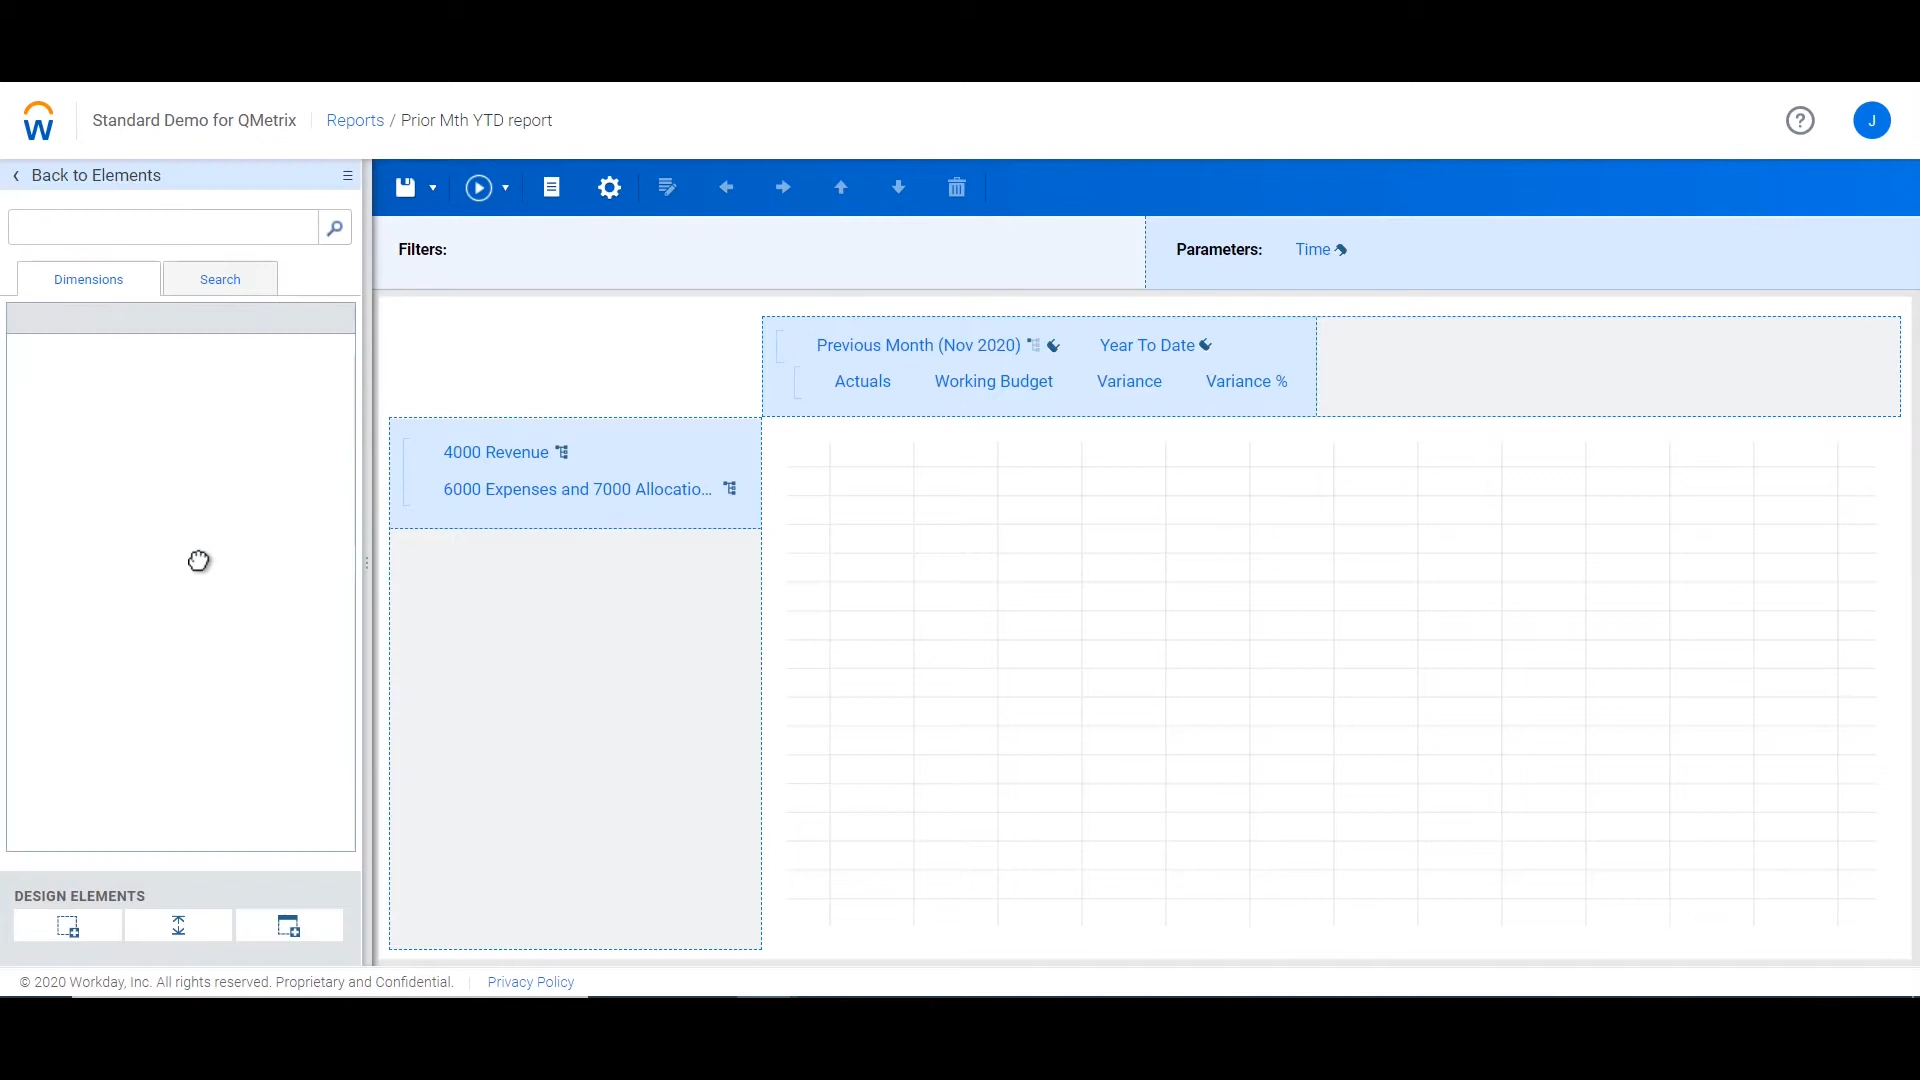 W Standard Demo for QMetrix Reports / Prior Mth YTD report ? J
Back to Elements
Filters:
Parameters: Time
Dimensions Search
Previous Month (Nov 2020) Year To Date
Actuals Working Budget Variance Variance %
4000 Revenue
6000 Expenses and 7000 Allocatio...
DESIGN ELEMENTS
© 2020 Workday, Inc. All rights reserved. Proprietary and Confidential. Privacy Policy